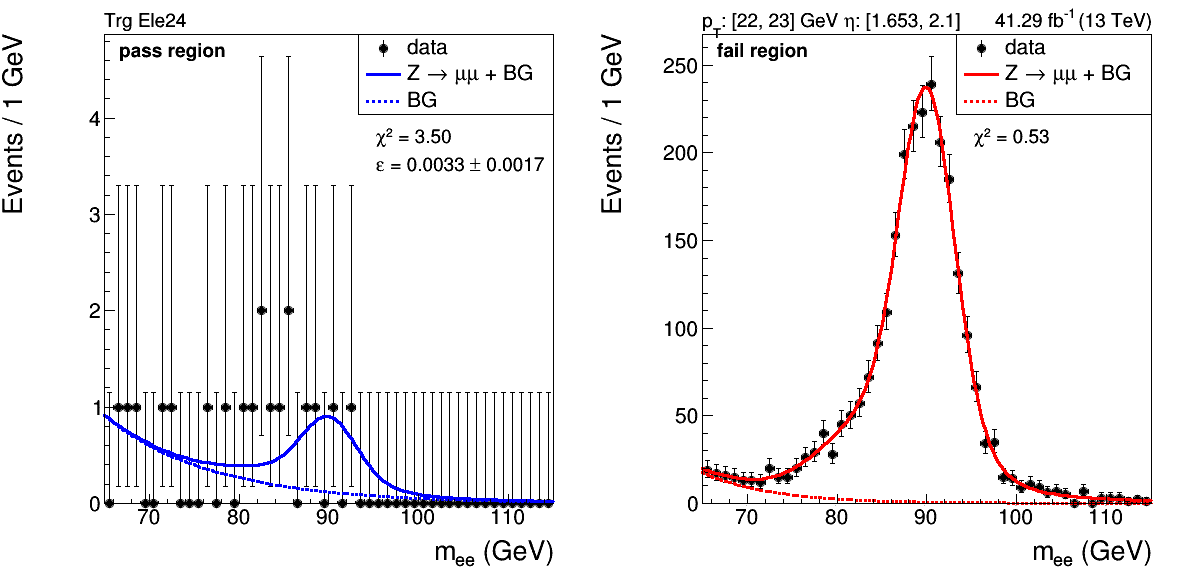 Trg Ele24
pass region
data
Z → μμ + BG
BG
χ² = 3.50
ε = 0.0033 ± 0.0017
Events / 1 GeV
0
1
2
3
4
70
80
90
100
110
m_ee (GeV)
p_T: [22, 23] GeV η: [1.653, 2.1]
41.29 fb⁻¹ (13 TeV)
fail region
data
Z → μμ + BG
BG
χ² = 0.53
Events / 1 GeV
0
50
100
150
200
250
70
80
90
100
110
m_ee (GeV)